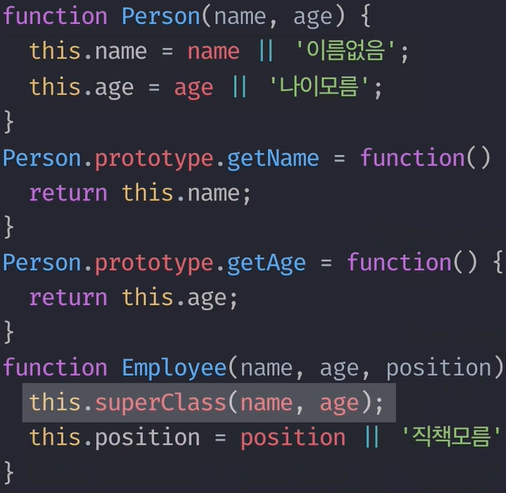 function Person(name, age) {
this.name = name || '이름없음';
this.age = age || '나이모름';
}
Person.prototype.getName = function()
return this.name;
}
Person.prototype.getAge = function() {
return this.age;
}
function Employee(name, age, position)
this.superClass(name, age);
this.position = position || '직책모름'
}